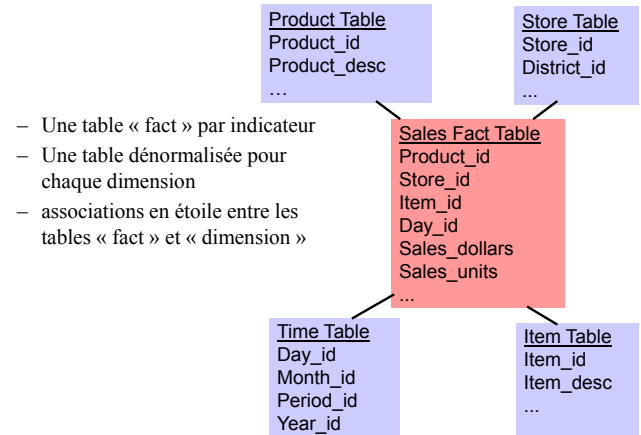 Product Table
Product_id
Product_desc
…
Store Table
Store_id
District_id
...
– Une table « fact » par indicateur
– Une table dénormalisée pour
chaque dimension
– associations en étoile entre les
tables « fact » et « dimension »
Sales Fact Table
Product_id
Store_id
Item_id
Day_id
Sales_dollars
Sales_units
...
Time Table
Day_id
Month_id
Period_id
Year_id
Item Table
Item_id
Item_desc
...